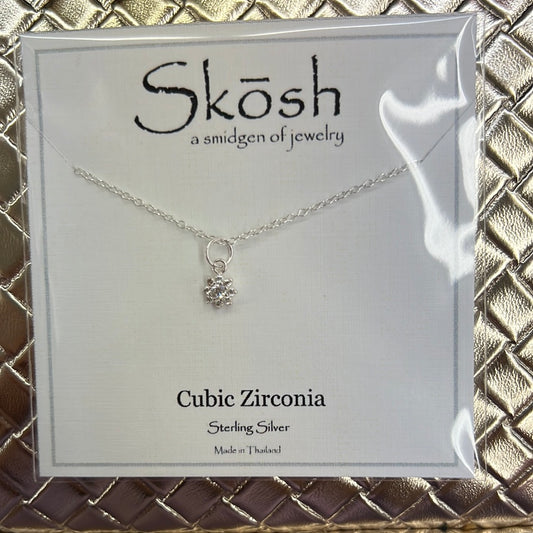 Skōsh
a smidgen of jewelry
Cubic Zirconia
Sterling Silver
Made in Thailand